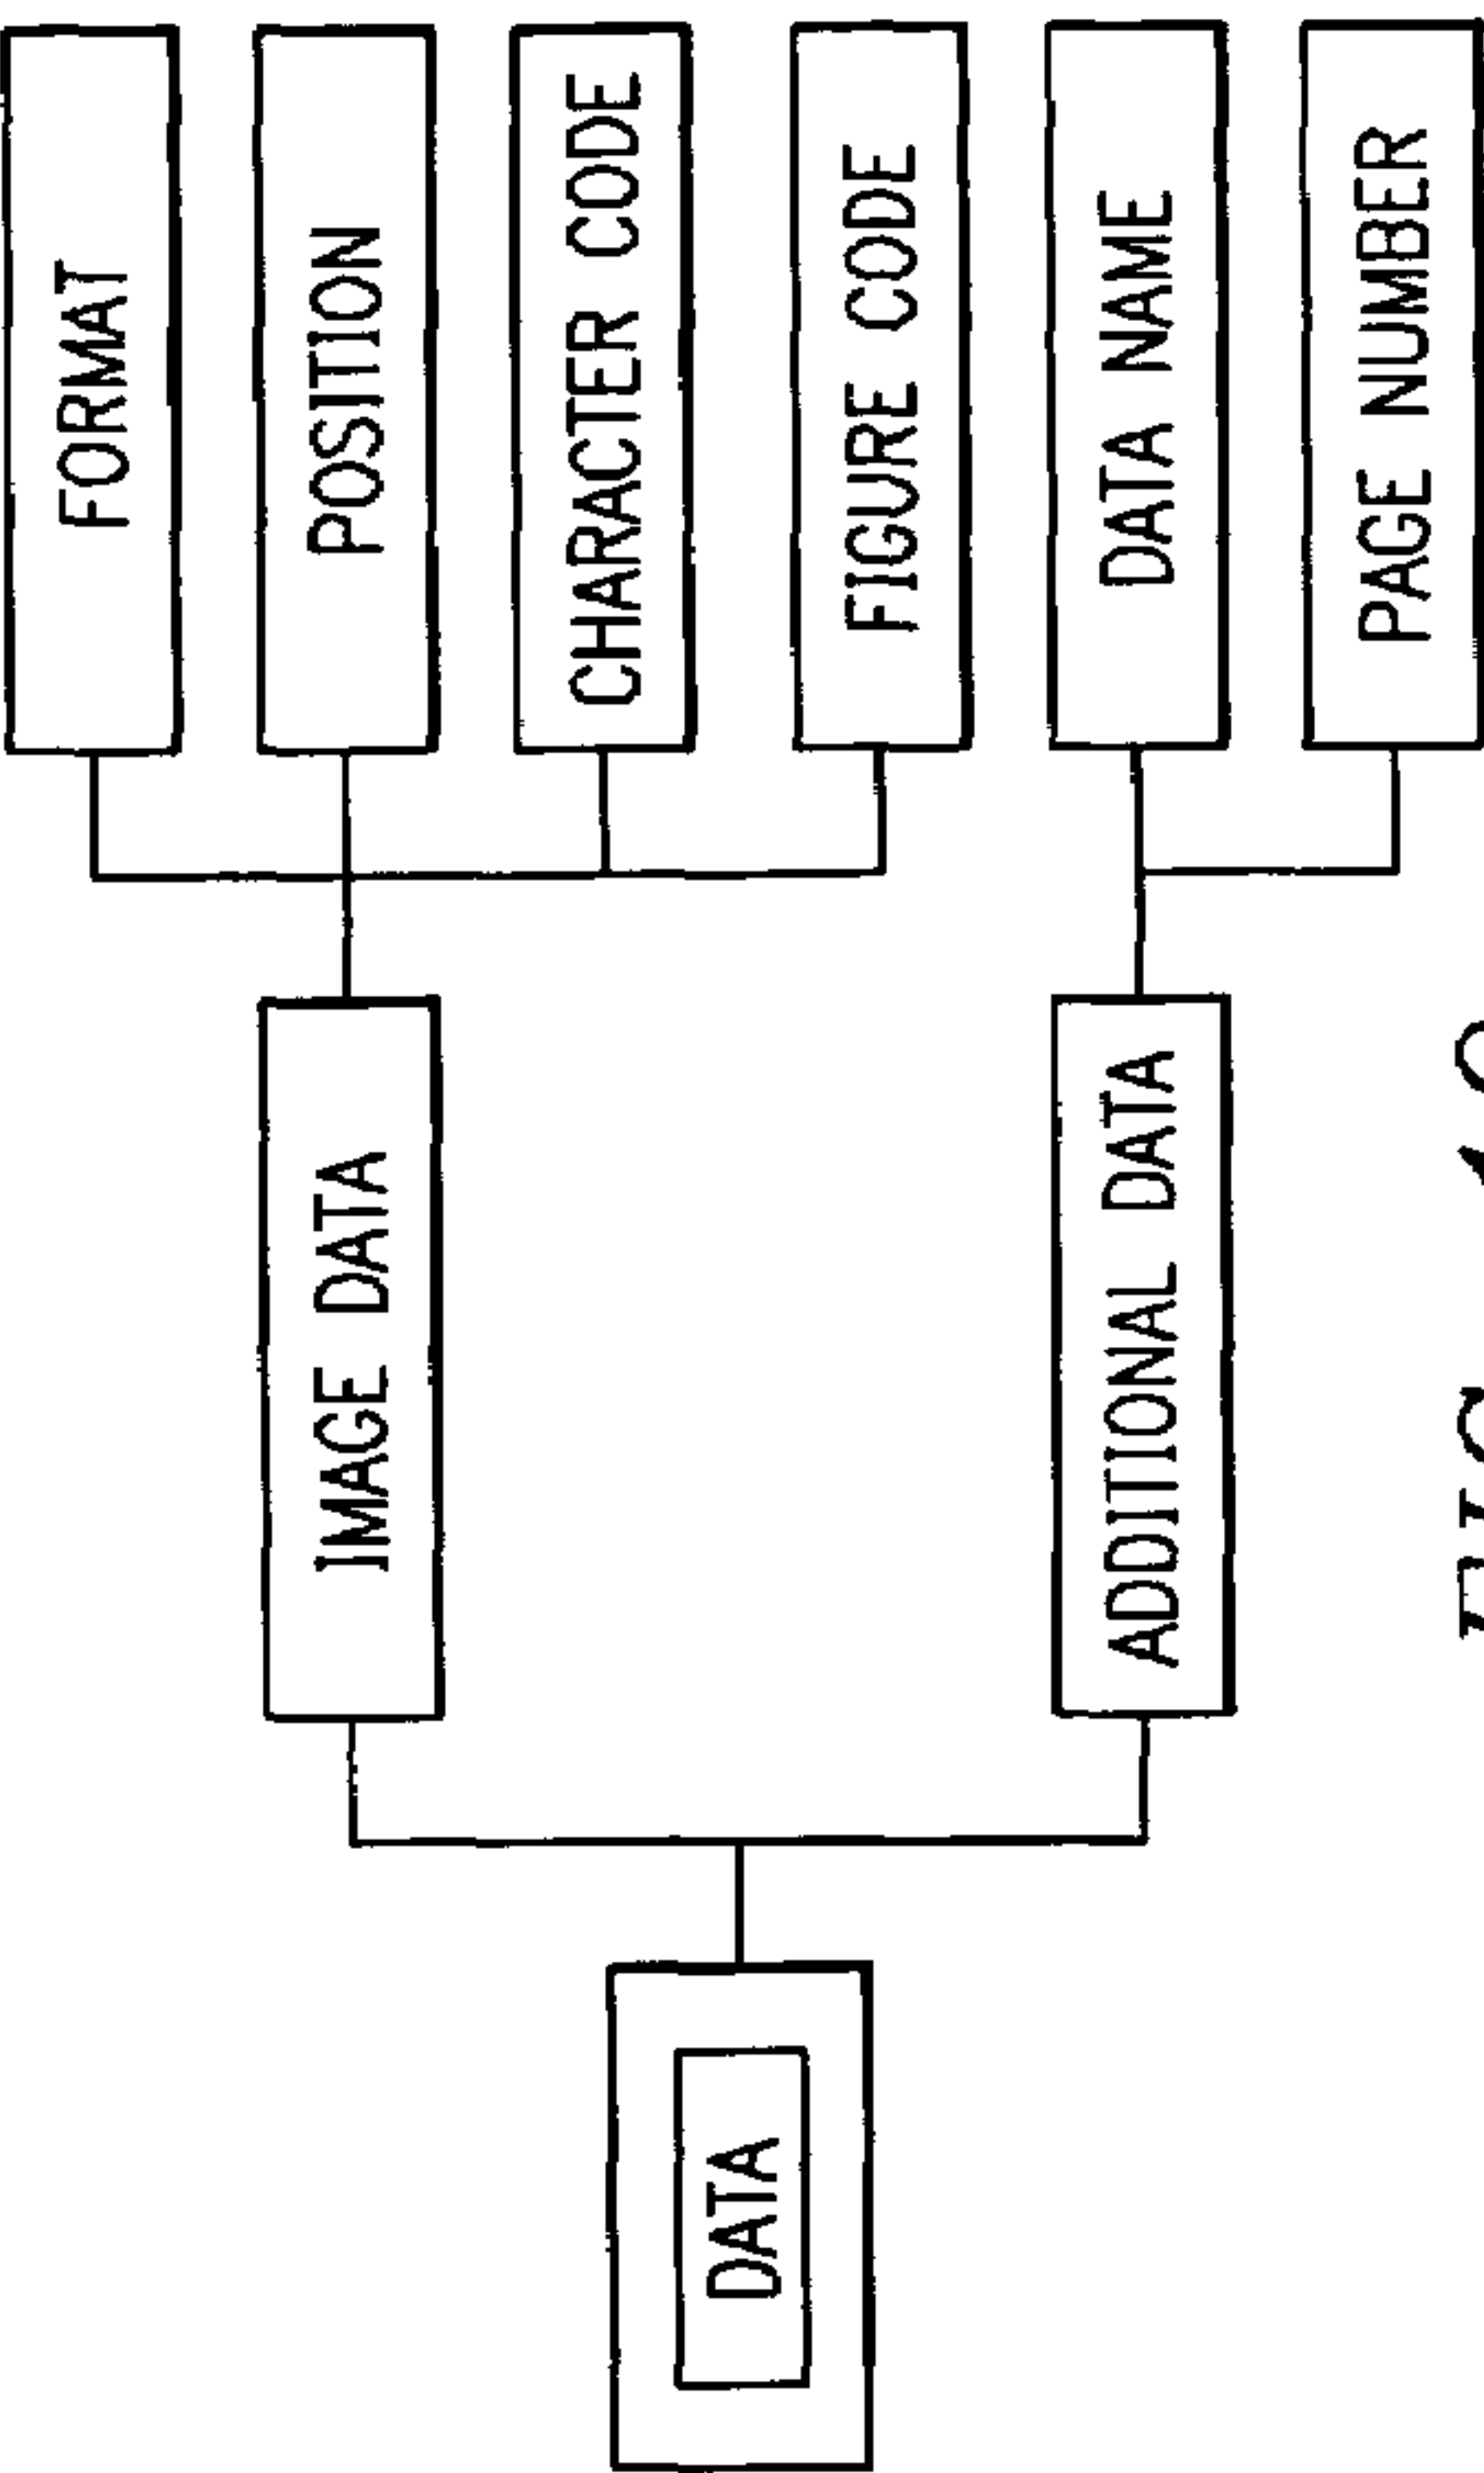 DATA
IMAGE DATA
ADDITIONAL DATA
FORMAT
POSITION
CHARACTER CODE
FIGURE CODE
DATA NAME
PAGE NUMBER